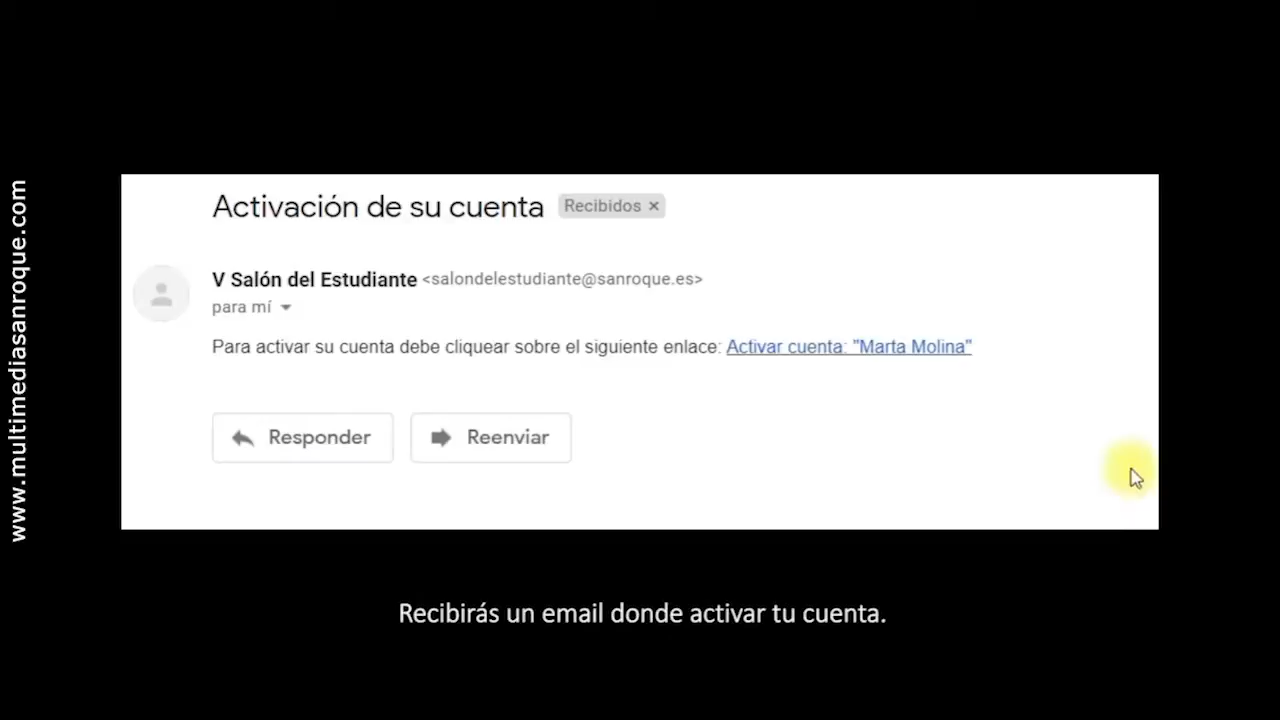 www.multimediasanroque.com
Activación de su cuenta Recibidos ×
V Salón del Estudiante <salondelestudiante@sanroque.es>
para mí
Para activar su cuenta debe cliquear sobre el siguiente enlace: Activar cuenta: "Marta Molina"
Responder Reenviar
Recibirás un email donde activar tu cuenta.